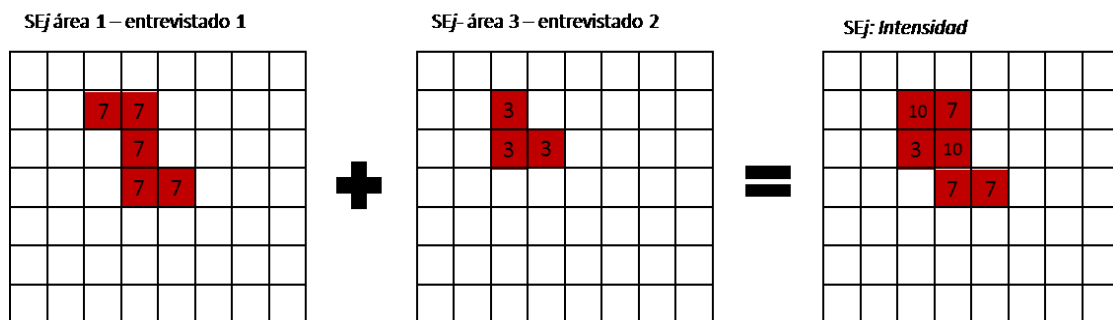 SEj área 1 – entrevistado 1
7 7
7
7 7
SEj- área 3 – entrevistado 2
3
3 3
SEj: Intensidad
10 7
3 10
7 7